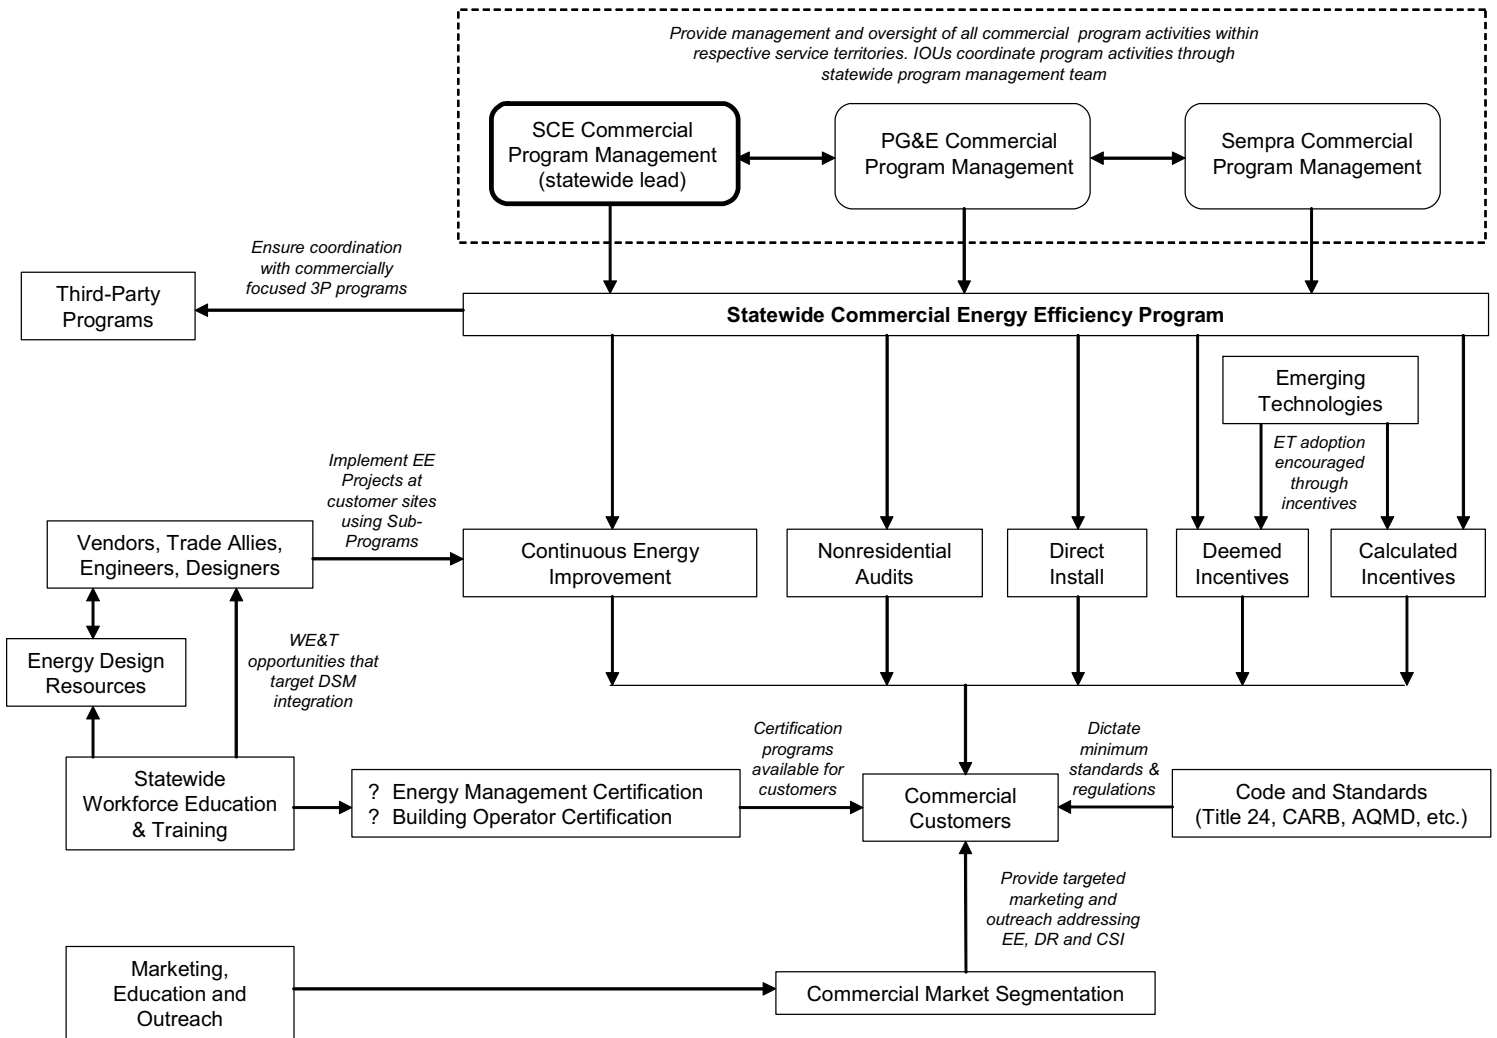 Provide management and oversight of all commercial program activities within
respective service territories. IOUs coordinate program activities through
statewide program management team
SCE Commercial
Program Management
(statewide lead)
PG&E Commercial
Program Management
Sempra Commercial
Program Management
Ensure coordination
with commercially
focused 3P programs
Third-Party
Programs
Statewide Commercial Energy Efficiency Program
Emerging
Technologies
ET adoption
encouraged
through
incentives
Implement EE
Projects at
customer sites
using Sub-
Programs
Vendors, Trade Allies,
Engineers, Designers
Continuous Energy
Improvement
Nonresidential
Audits
Direct
Install
Deemed
Incentives
Calculated
Incentives
Energy Design
Resources
WE&T
opportunities that
target DSM
integration
Statewide
Workforce Education
& Training
? Energy Management Certification
? Building Operator Certification
Certification
programs
available for
customers
Commercial
Customers
Dictate
minimum
standards &
regulations
Code and Standards
(Title 24, CARB, AQMD, etc.)
Provide targeted
marketing and
outreach addressing
EE, DR and CSI
Marketing,
Education and
Outreach
Commercial Market Segmentation